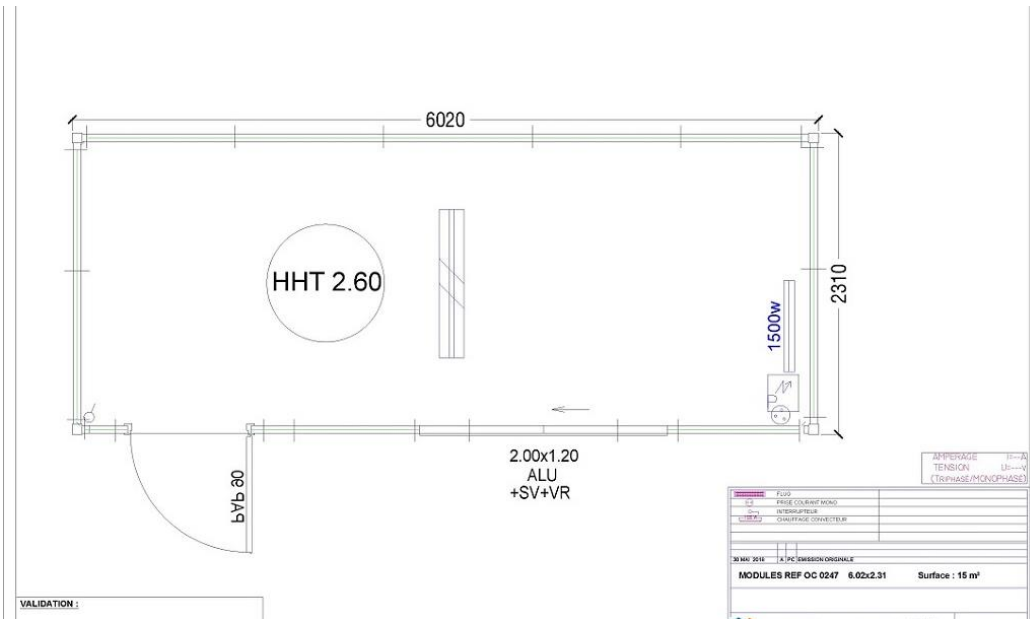 6020
HHT 2.60
2310
1500w
2.00x1.20
ALU
+SV+VR
PAP 90
AMPERAGE I=---A
TENSION U=---V
(TRIPHASE/MONOPHASE)
FLUO
PRISE COURANT MONO
INTERRUPTEUR
CHAUFFAGE CONVECTEUR
30 MAI 2016 A PC EMISSION ORIGINALE
MODULES REF OC 0247 6.02x2.31 Surface : 15 m²
VALIDATION :